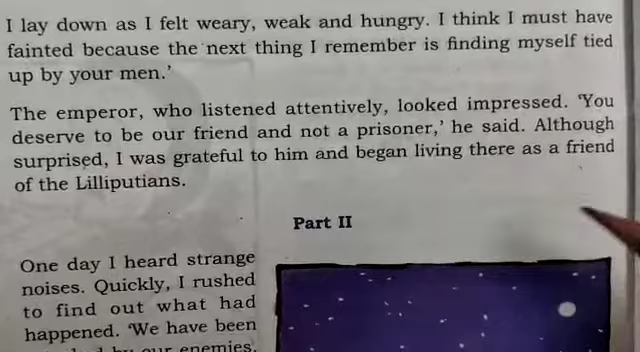 I lay down as I felt weary, weak and hungry. I think I must have
fainted because the next thing I remember is finding myself tied
up by your men.’
The emperor, who listened attentively, looked impressed. ‘You
deserve to be our friend and not a prisoner,’ he said. Although
surprised, I was grateful to him and began living there as a friend
of the Lilliputians.
Part II
One day I heard strange
noises. Quickly, I rushed
to find out what had
happened. ‘We have been
by our enemies.